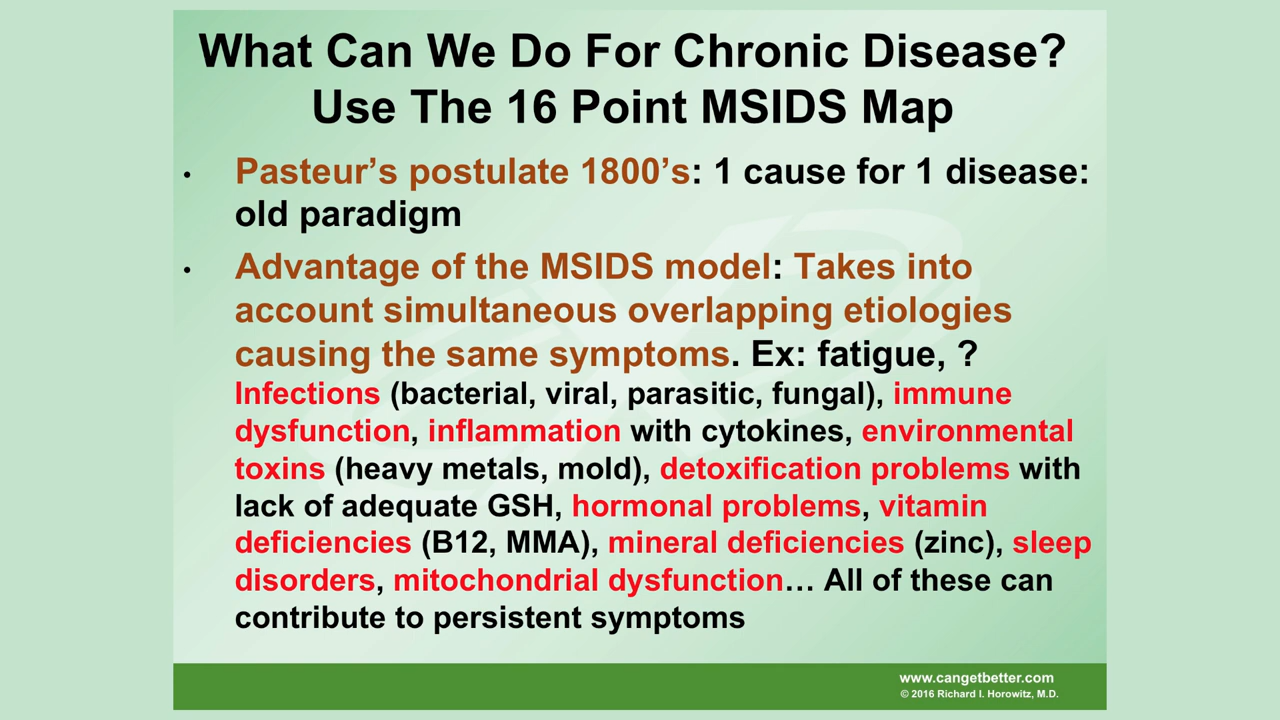 What Can We Do For Chronic Disease?
Use The 16 Point MSIDS Map
• Pasteur’s postulate 1800’s: 1 cause for 1 disease:
old paradigm
• Advantage of the MSIDS model: Takes into
account simultaneous overlapping etiologies
causing the same symptoms. Ex: fatigue, ?
Infections (bacterial, viral, parasitic, fungal), immune
dysfunction, inflammation with cytokines, environmental
toxins (heavy metals, mold), detoxification problems with
lack of adequate GSH, hormonal problems, vitamin
deficiencies (B12, MMA), mineral deficiencies (zinc), sleep
disorders, mitochondrial dysfunction… All of these can
contribute to persistent symptoms
www.cangetbetter.com
© 2016 Richard I. Horowitz, M.D.